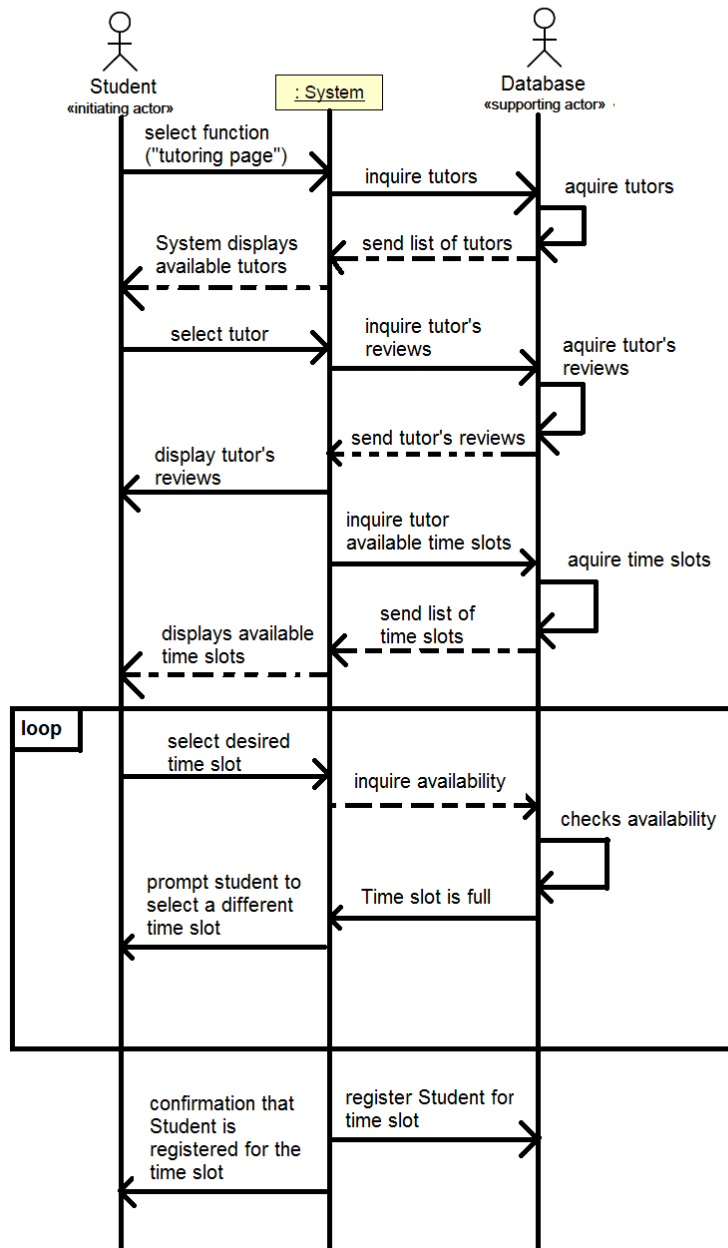 Student
«initiating actor»
: System
Database
«supporting actor»
select function
("tutoring page")
inquire tutors
aquire tutors
send list of tutors
System displays
available tutors
select tutor
inquire tutor's
reviews
aquire tutor's
reviews
send tutor's reviews
display tutor's
reviews
inquire tutor
available time slots
aquire time slots
send list of
time slots
displays available
time slots
loop
select desired
time slot
inquire availability
checks availability
Time slot is full
prompt student to
select a different
time slot
register Student for
time slot
confirmation that
Student is
registered for the
time slot